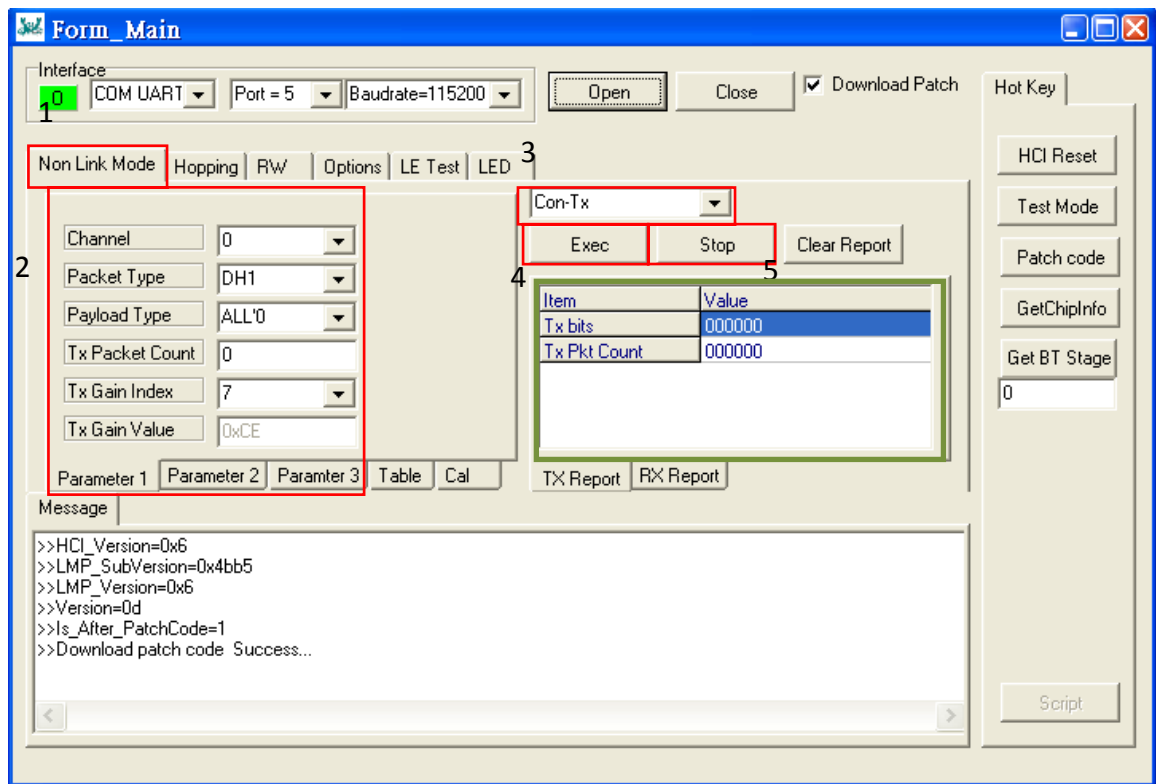 Form_Main
Interface
0 COM UART Port = 5 Baudrate=115200 Open Close Download Patch
1
Hot Key
Non Link Mode Hopping RW Options LE Test LED
3
HCI Reset
Con-Tx
Test Mode
Exec Stop Clear Report
4 5
Patch code
2
Channel 0
Packet Type DH1
Payload Type ALL'0
Tx Packet Count 0
Tx Gain Index 7
Tx Gain Value 0xCE
Item Value
Tx bits 000000
Tx Pkt Count 000000
GetChipInfo
Get BT Stage
0
Parameter 1 Parameter 2 Paramter 3 Table Cal
TX Report RX Report
Message
>>HCI_Version=0x6
>>LMP_SubVersion=0x4bb5
>>LMP_Version=0x6
>>Version=0d
>>Is_After_PatchCode=1
>>Download patch code Success...
Script